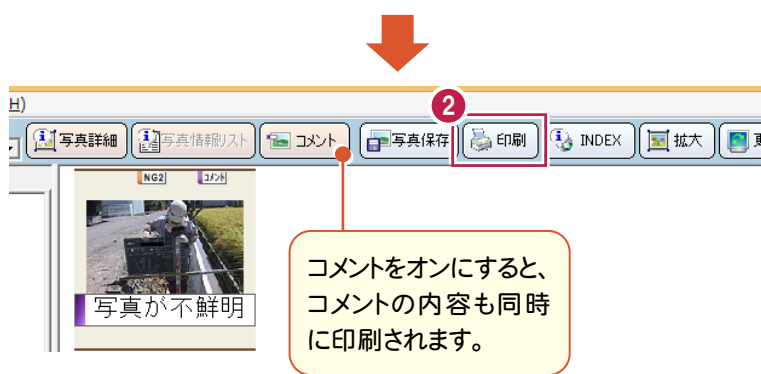 H)
2
写真詳細 写真情報リスト コメント 写真保存 印刷 INDEX 拡大
NG2 コメント
写真が不鮮明
コメントをオンにすると、
コメントの内容も同時
に印刷されます。